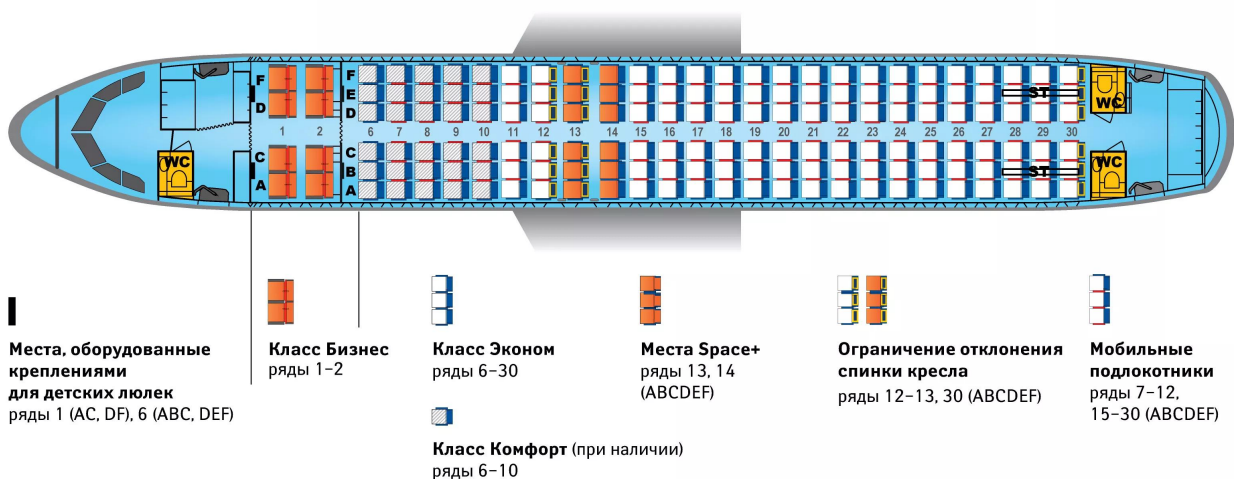 F F
E
D D
WC ST WC
1 2 6 7 8 9 10 11 12 13 14 15 16 17 18 19 20 21 22 23 24 25 26 27 28 29 30
WC C C ST WC
B
A A
Места, оборудованные
креплениями
для детских люлек
ряды 1 (AC, DF), 6 (ABC, DEF)
Класс Бизнес
ряды 1–2
Класс Эконом
ряды 6–30
Класс Комфорт (при наличии)
ряды 6–10
Места Space+
ряды 13, 14
(ABCDEF)
Ограничение отклонения
спинки кресла
ряды 12–13, 30 (ABCDEF)
Мобильные
подлокотники
ряды 7–12,
15–30 (ABCDEF)